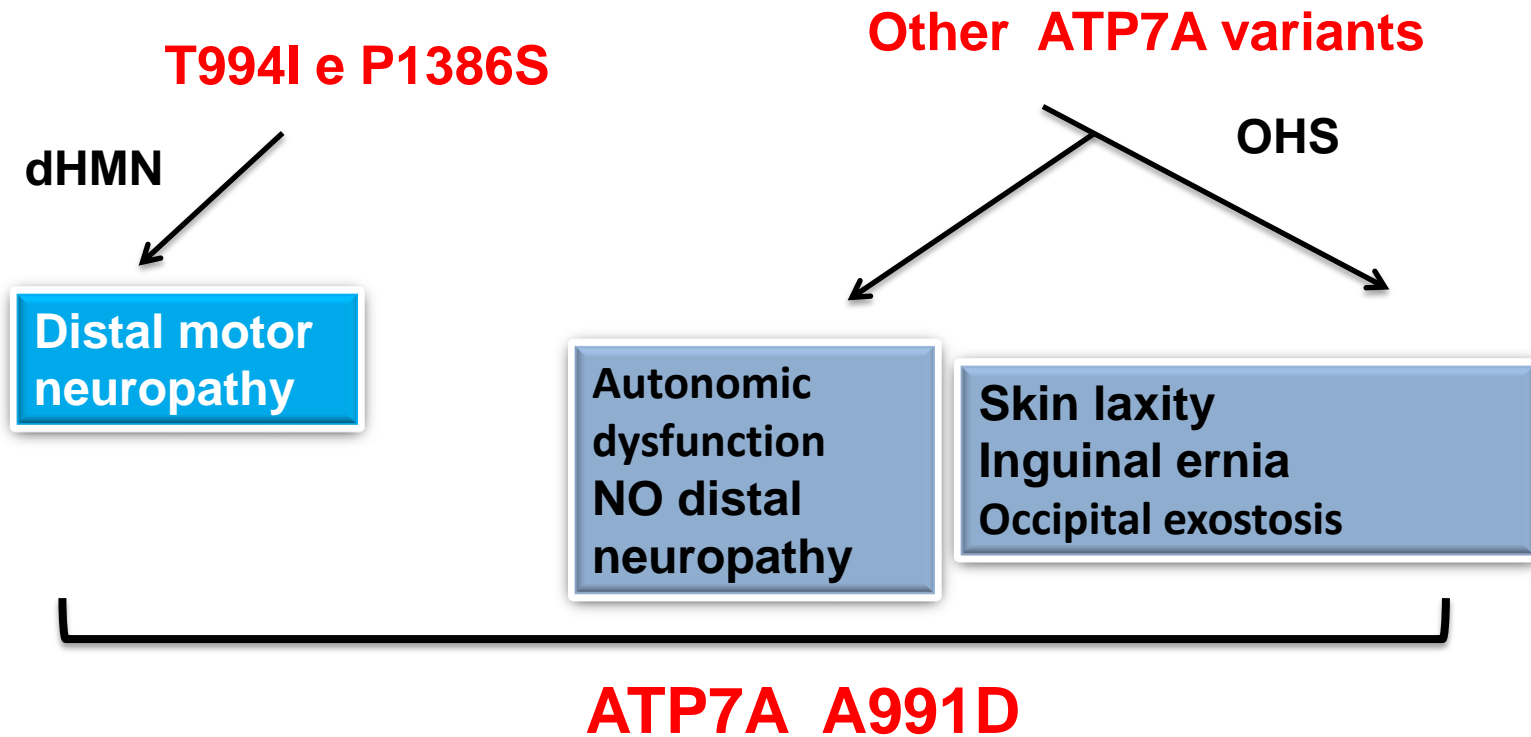 T994I e P1386S
Other ATP7A variants
dHMN
OHS
Distal motor
neuropathy
Autonomic
dysfunction
NO distal
neuropathy
Skin laxity
Inguinal ernia
Occipital exostosis
ATP7A A991D